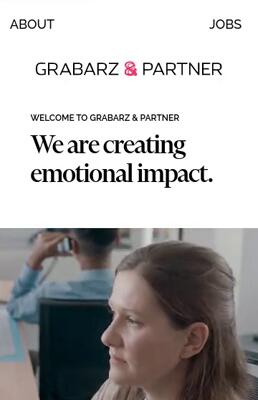 ABOUT JOBS
GRABARZ & PARTNER
WELCOME TO GRABARZ & PARTNER
We are creating
emotional impact.